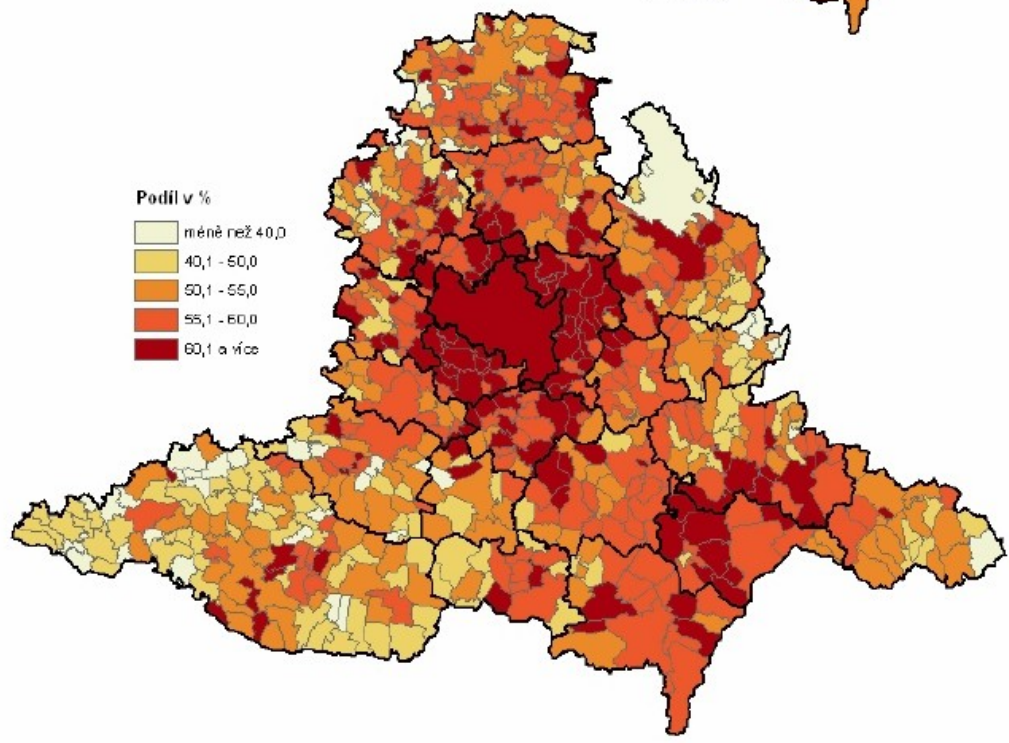 Podíl v %
méně než 40,0
40,1 - 50,0
50,1 - 55,0
55,1 - 60,0
60,1 a více